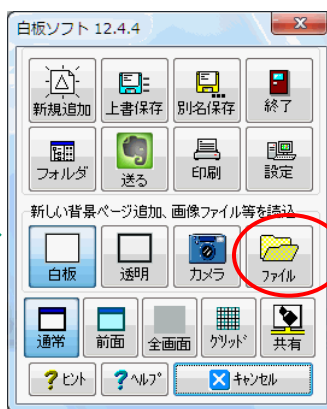 白板ソフト 12.4.4
新規追加 上書保存 別名保存 終了
フォルダ 送る 印刷 設定
新しい背景ページ追加、画像ファイル等を読込
白板 透明 カメラ ファイル
通常 前面 全画面 グリッド 共有
? ヒント ? ヘルプ キャンセル